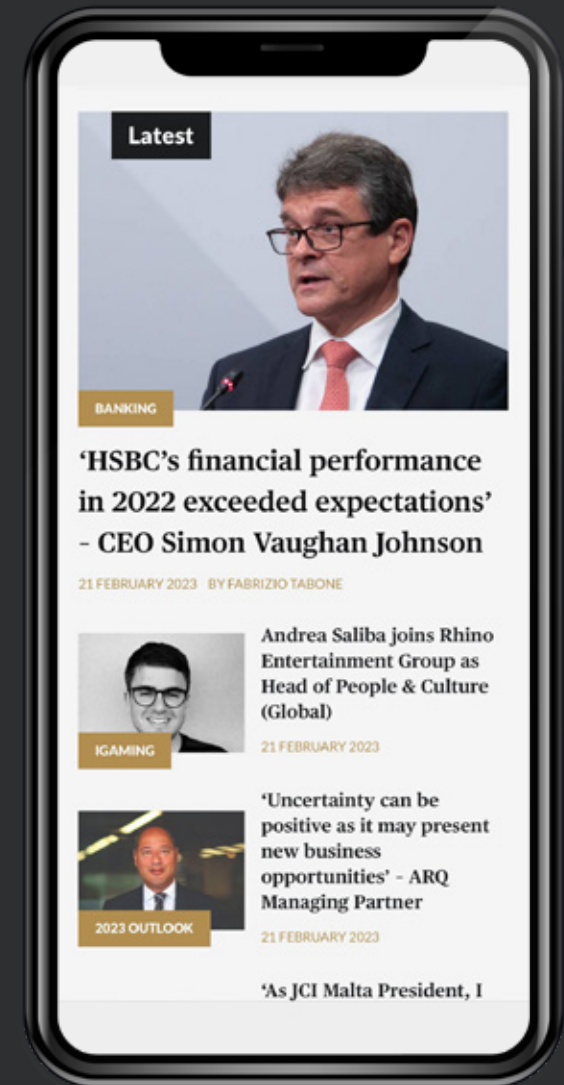 Latest
BANKING
‘HSBC’s financial performance
in 2022 exceeded expectations’
– CEO Simon Vaughan Johnson
21 FEBRUARY 2023 BY FABRIZIO TABONE
Andrea Saliba joins Rhino
Entertainment Group as
Head of People & Culture
(Global)
21 FEBRUARY 2023
IGAMING
‘Uncertainty can be
positive as it may present
new business
opportunities’ – ARQ
Managing Partner
21 FEBRUARY 2023
2023 OUTLOOK
‘As JCI Malta President, I